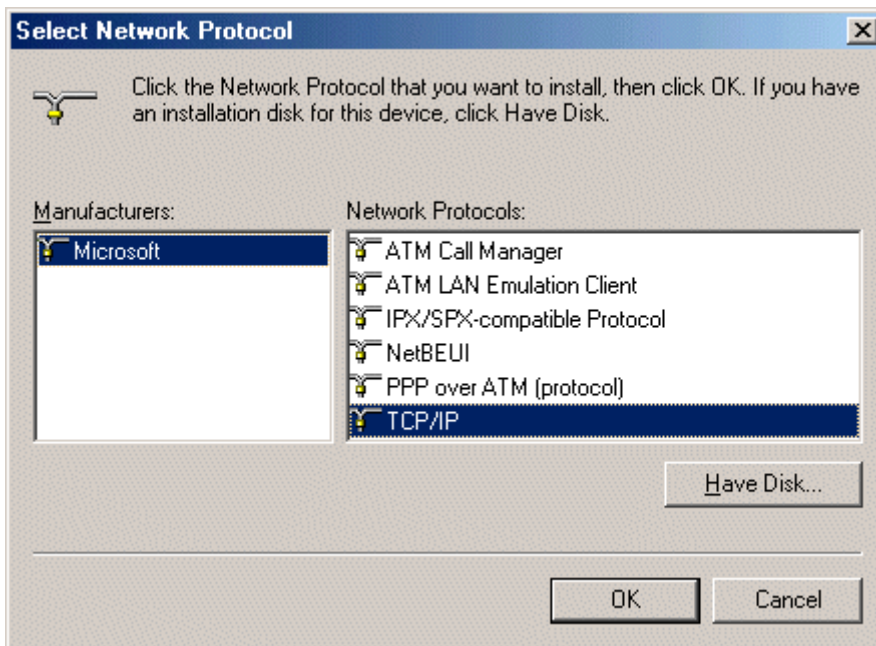 Select Network Protocol
Click the Network Protocol that you want to install, then click OK. If you have
an installation disk for this device, click Have Disk.
Manufacturers:
Microsoft
Network Protocols:
ATM Call Manager
ATM LAN Emulation Client
IPX/SPX-compatible Protocol
NetBEUI
PPP over ATM (protocol)
TCP/IP
Have Disk...
OK
Cancel